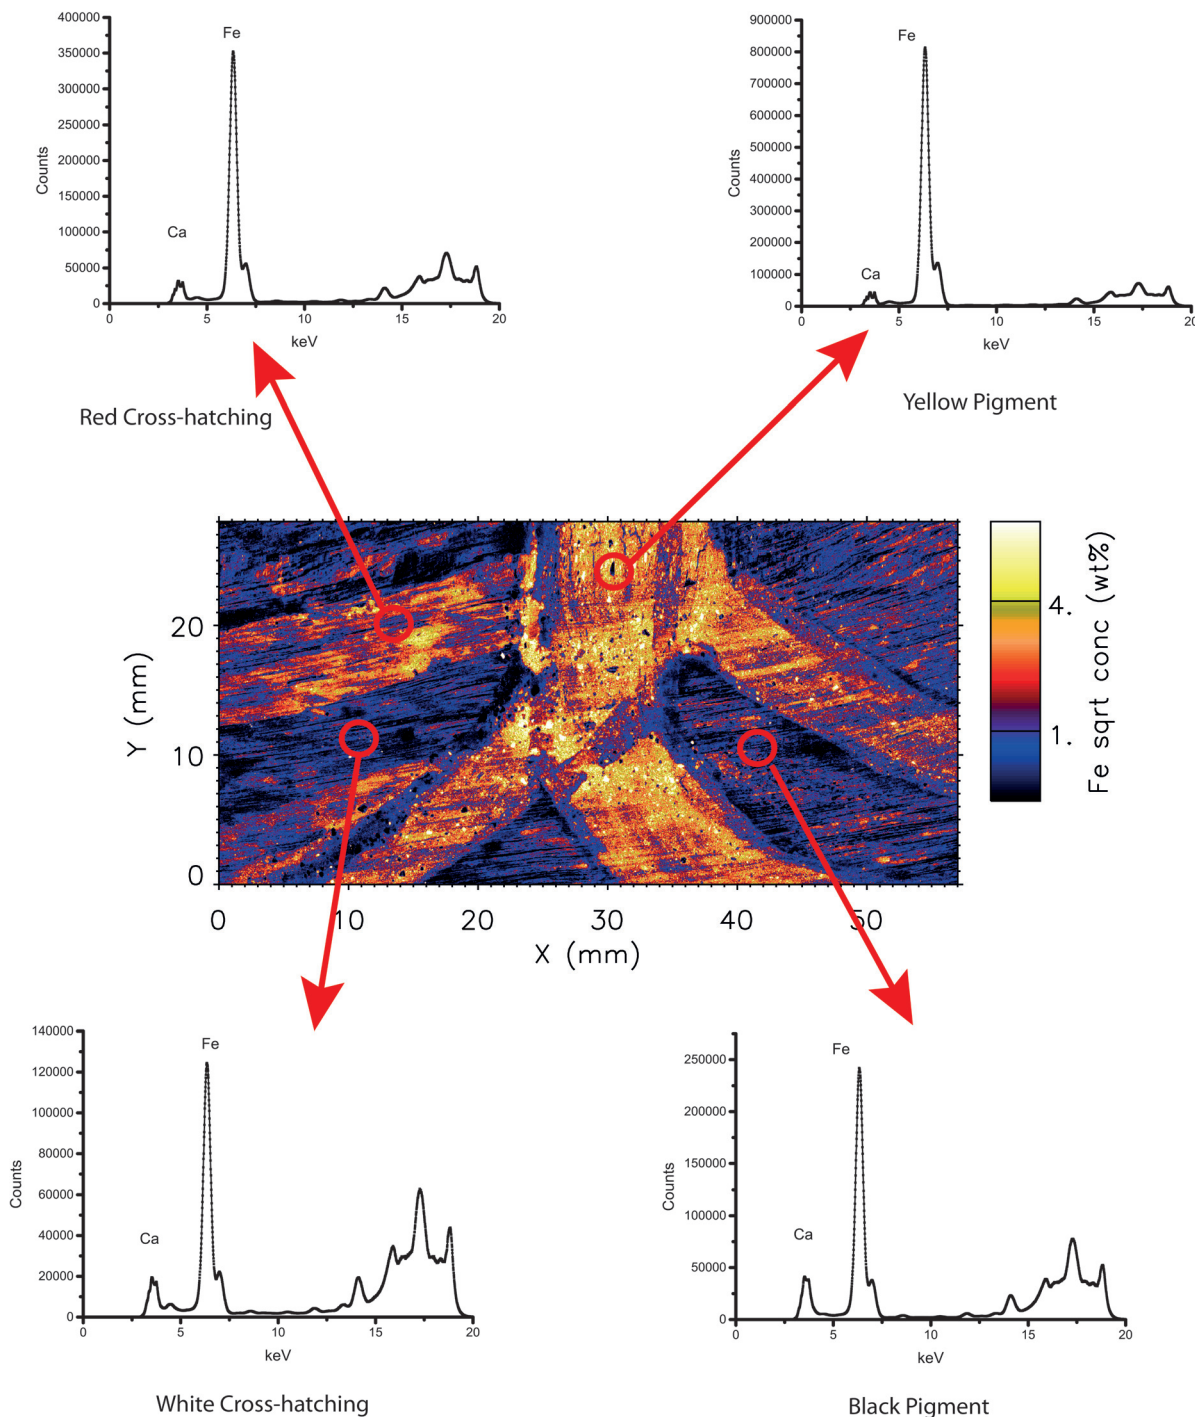 400000
350000
300000
250000
200000
150000
100000
50000
0
Counts
Fe
Ca
0 5 10 15 20
keV
Red Cross-hatching
900000
800000
700000
600000
500000
400000
300000
200000
100000
0
Counts
Fe
Ca
0 5 10 15 20
keV
Yellow Pigment
20
10
0
Y (mm)
0 10 20 30 40 50
X (mm)
4.
1.
Fe sqrt conc (wt%)
140000
120000
100000
80000
60000
40000
20000
0
Counts
Fe
Ca
0 5 10 15 20
keV
White Cross-hatching
250000
200000
150000
100000
50000
0
Counts
Fe
Ca
0 5 10 15 20
keV
Black Pigment